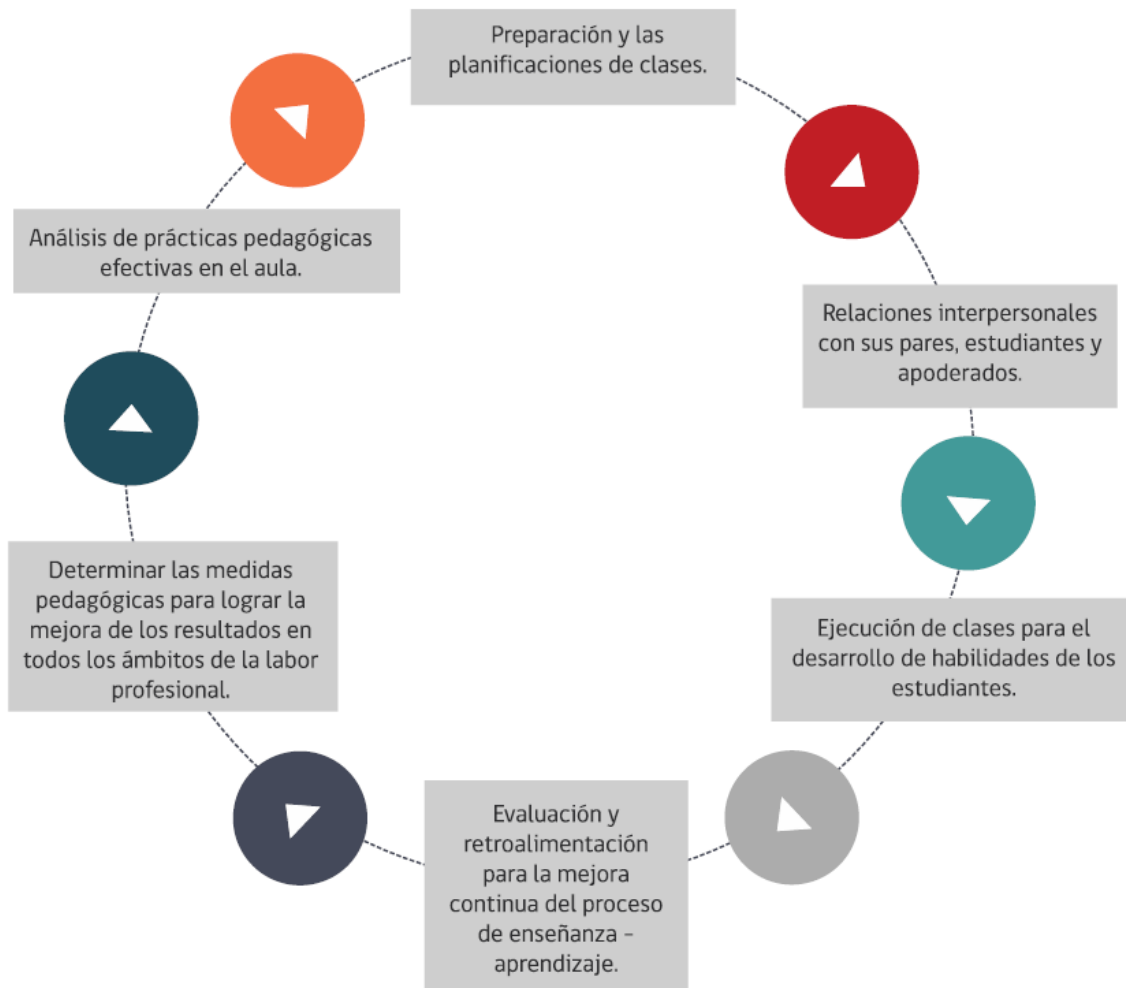 Preparación y las
planificaciones de clases.
Relaciones interpersonales
con sus pares, estudiantes y
apoderados.
Ejecución de clases para el
desarrollo de habilidades de los
estudiantes.
Evaluación y
retroalimentación
para la mejora
continua del proceso
de enseñanza –
aprendizaje.
Determinar las medidas
pedagógicas para lograr la
mejora de los resultados en
todos los ámbitos de la labor
profesional.
Análisis de prácticas pedagógicas
efectivas en el aula.